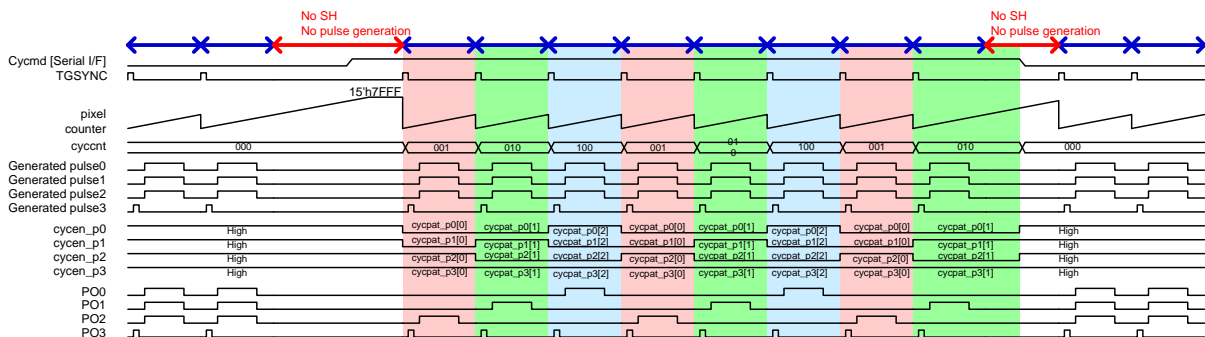 No SH
No pulse generation
No SH
No pulse generation
Cycmd [Serial I/F]
TGSYNC
15'h7FFF
pixel
counter
cyccnt 000 001 010 100 001 01
0 100 001 010 000
Generated pulse0
Generated pulse1
Generated pulse2
Generated pulse3
cycen_p0 High cycpat_p0[0] cycpat_p0[1] cycpat_p0[2] cycpat_p0[0] cycpat_p0[1] cycpat_p0[2] cycpat_p0[0] cycpat_p0[1] High
cycen_p1 High cycpat_p1[0] cycpat_p1[1] cycpat_p1[2] cycpat_p1[0] cycpat_p1[1] cycpat_p1[2] cycpat_p1[0] cycpat_p1[1] High
cycen_p2 High cycpat_p2[0] cycpat_p2[1] cycpat_p2[2] cycpat_p2[0] cycpat_p2[1] cycpat_p2[2] cycpat_p2[0] cycpat_p2[1] High
cycen_p3 High cycpat_p3[0] cycpat_p3[1] cycpat_p3[2] cycpat_p3[0] cycpat_p3[1] cycpat_p3[2] cycpat_p3[0] cycpat_p3[1] High
PO0
PO1
PO2
PO3